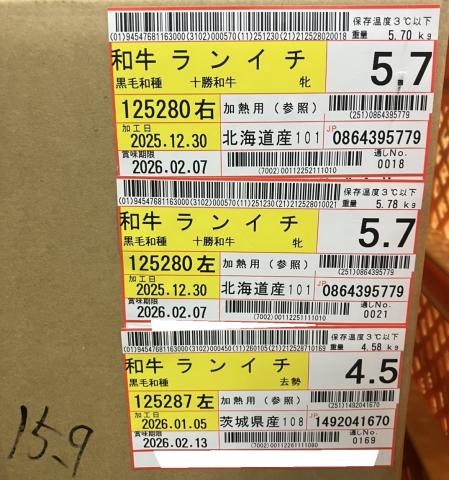 保存温度3℃以下
(01)94547681163000(3102)000570(11)251230(21)2125280020018 重量 5.70 kg
和牛 ランイチ 5.7
黒毛和種 十勝和牛 牝
125280右 加熱用(参照) (251)0864395779
加工日
2025.12.30 北海道産101 JP 0864395779
賞味期限 通しNo.
2026.02.07 (7002)00112252111010 0018
保存温度3℃以下
重量 5.78 kg
和牛 ランイチ 5.7
黒毛和種 十勝和牛 牝
125280左 加熱用(参照) (251)0864395779
加工日
2025.12.30 北海道産101 JP 0864395779
賞味期限 通しNo.
2026.02.07 0021
保存温度3℃以下
重量 4.58 kg
和牛 ランイチ 4.5
黒毛和種 去勢
125287左 加熱用(参照) (251)1492041670
加工日
2026.01.05 茨城県産108 JP 1492041670
賞味期限 通しNo.
2026.02.13 0169
15.9